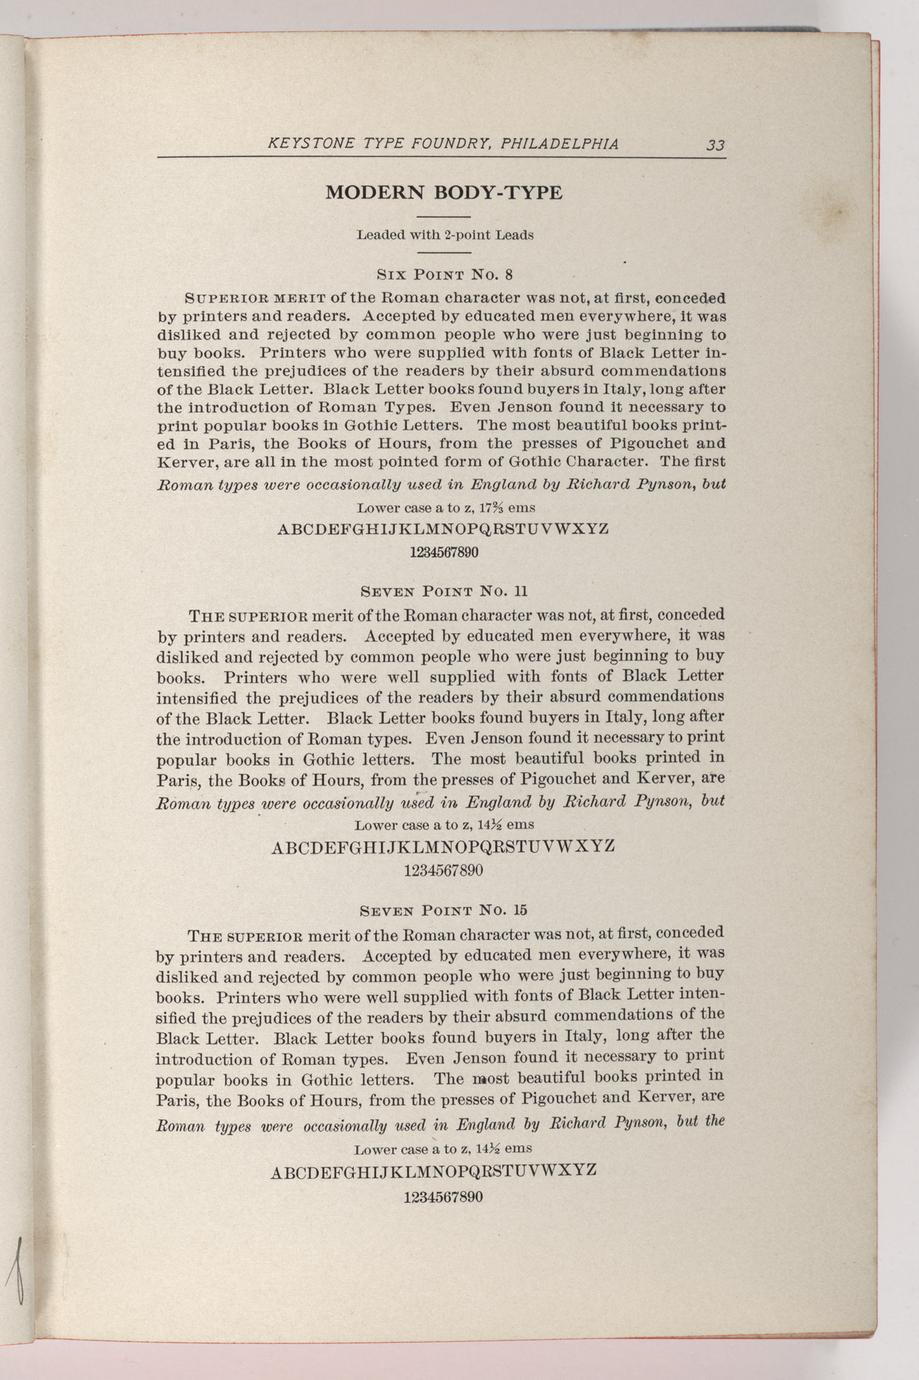 KEYSTONE TYPE FOUNDRY, PHILADELPHIA 33
MODERN BODY-TYPE
Leaded with 2-point Leads
SIX POINT NO. 8
SUPERIOR MERIT of the Roman character was not, at first, conceded
by printers and readers. Accepted by educated men everywhere, it was
disliked and rejected by common people who were just beginning to
buy books. Printers who were supplied with fonts of Black Letter in-
tensified the prejudices of the readers by their absurd commendations
of the Black Letter. Black Letter books found buyers in Italy, long after
the introduction of Roman Types. Even Jenson found it necessary to
print popular books in Gothic Letters. The most beautiful books print-
ed in Paris, the Books of Hours, from the presses of Pigouchet and
Kerver, are all in the most pointed form of Gothic Character. The first
Roman types were occasionally used in England by Richard Pynson, but
Lower case a to z, 17⅔ ems
ABCDEFGHIJKLMNOPQRSTUVWXYZ
1234567890
SEVEN POINT NO. 11
THE SUPERIOR merit of the Roman character was not, at first, conceded
by printers and readers. Accepted by educated men everywhere, it was
disliked and rejected by common people who were just beginning to buy
books. Printers who were well supplied with fonts of Black Letter
intensified the prejudices of the readers by their absurd commendations
of the Black Letter. Black Letter books found buyers in Italy, long after
the introduction of Roman types. Even Jenson found it necessary to print
popular books in Gothic letters. The most beautiful books printed in
Paris, the Books of Hours, from the presses of Pigouchet and Kerver, are
Roman types were occasionally used in England by Richard Pynson, but
Lower case a to z, 14½ ems
ABCDEFGHIJKLMNOPQRSTUVWXYZ
1234567890
SEVEN POINT NO. 15
THE SUPERIOR merit of the Roman character was not, at first, conceded
by printers and readers. Accepted by educated men everywhere, it was
disliked and rejected by common people who were just beginning to buy
books. Printers who were well supplied with fonts of Black Letter inten-
sified the prejudices of the readers by their absurd commendations of the
Black Letter. Black Letter books found buyers in Italy, long after the
introduction of Roman types. Even Jenson found it necessary to print
popular books in Gothic letters. The most beautiful books printed in
Paris, the Books of Hours, from the presses of Pigouchet and Kerver, are
Roman types were occasionally used in England by Richard Pynson, but the
Lower case a to z, 14½ ems
ABCDEFGHIJKLMNOPQRSTUVWXYZ
1234567890